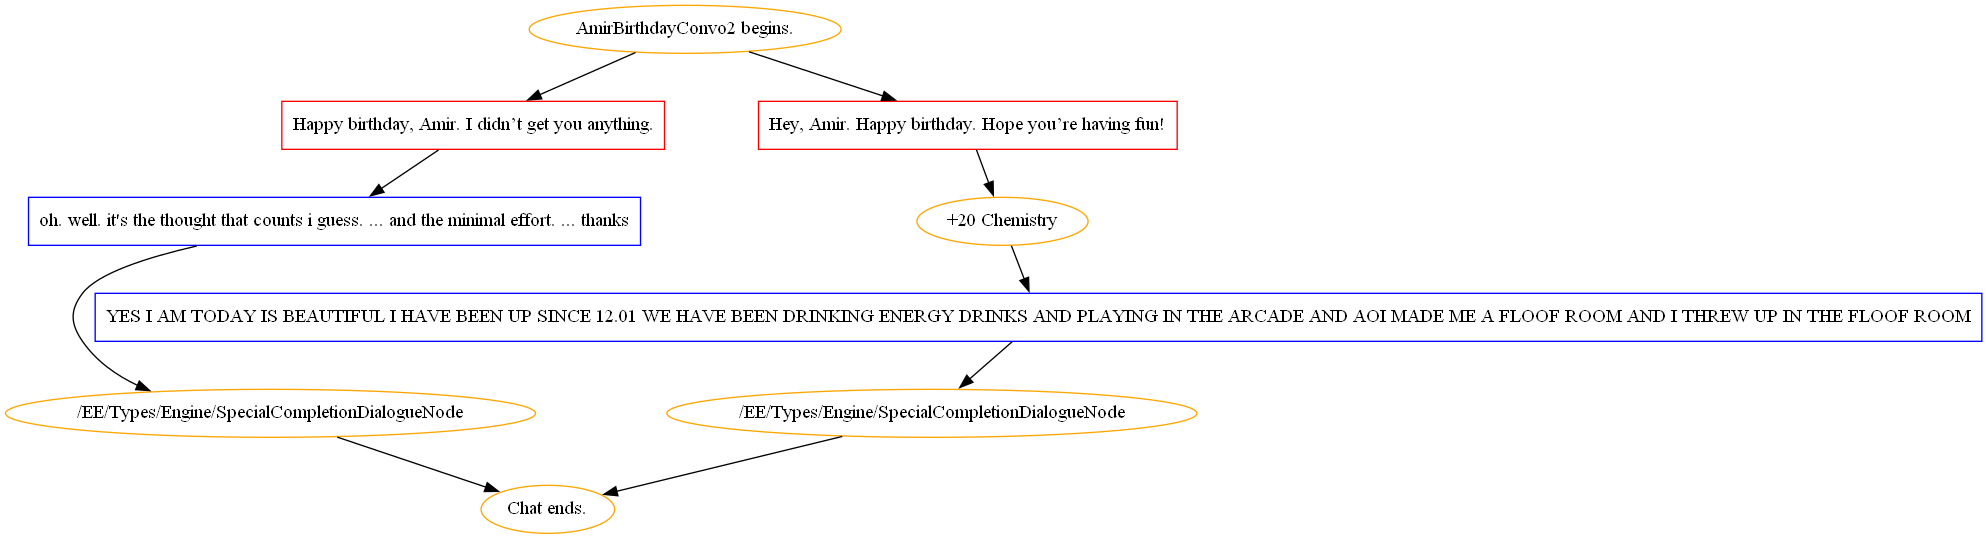 AmirBirthdayConvo2 begins.
Happy birthday, Amir. I didn’t get you anything.
Hey, Amir. Happy birthday. Hope you’re having fun!
oh. well. it's the thought that counts i guess. ... and the minimal effort. ... thanks
+20 Chemistry
YES I AM TODAY IS BEAUTIFUL I HAVE BEEN UP SINCE 12.01 WE HAVE BEEN DRINKING ENERGY DRINKS AND PLAYING IN THE ARCADE AND AOI MADE ME A FLOOF ROOM AND I THREW UP IN THE FLOOF ROOM
/EE/Types/Engine/SpecialCompletionDialogueNode
/EE/Types/Engine/SpecialCompletionDialogueNode
Chat ends.